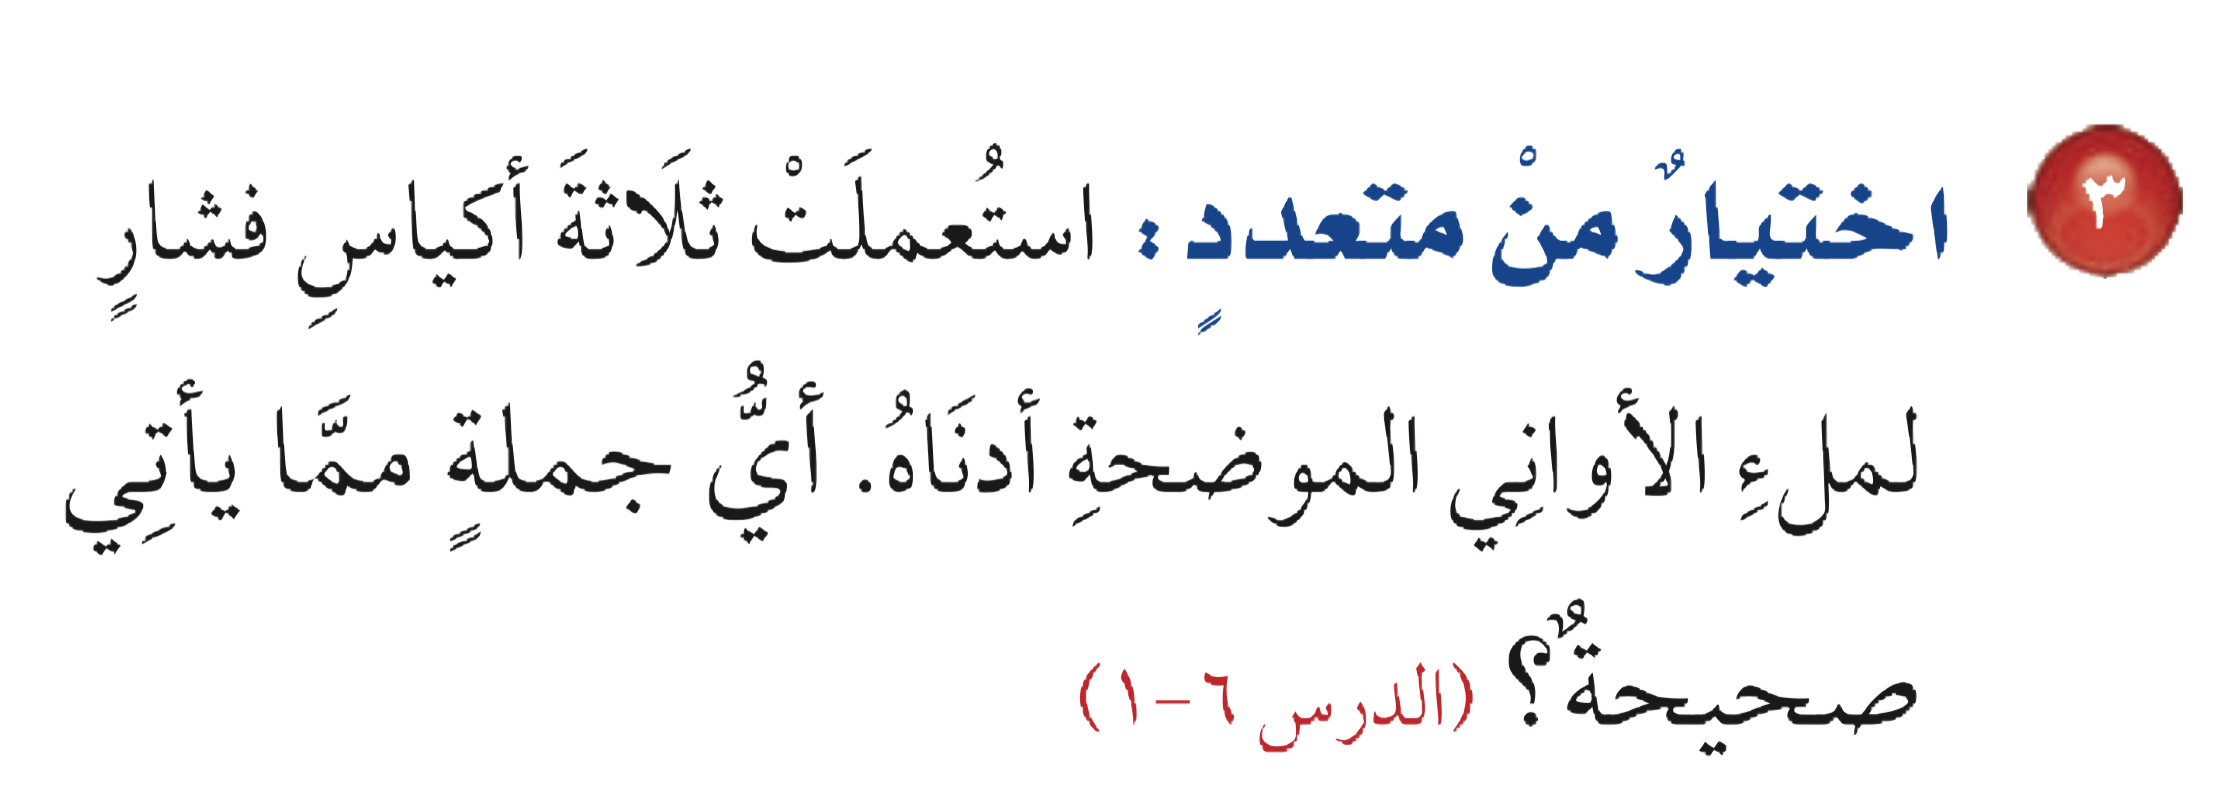 ٣ اختيارٌ منْ متعددٍ : استُعملَتْ ثلَاثةَ أكياسِ فشارٍ
لملءِ الأوانِي الموضحةِ أدنَاهُ. أيُّ جملةٍ ممَّا يأتِي
صحيحةٌ؟ (الدرس ٦-١)